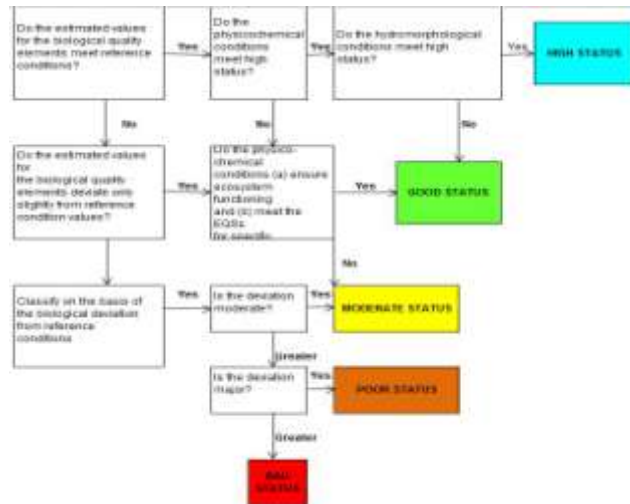 Do the estimated values
for the biological quality
elements meet reference
conditions?
Yes
Do the
physicochemical
conditions
meet high
status?
Yes
Do the hydromorphological
conditions meet high
status?
Yes
HIGH STATUS
No
No
No
Do the estimated values
for
the biological quality
elements deviate only
slightly from reference
condition values?
Yes
Do the physico-
chemical
conditions (a) ensure
ecosystem
functioning
and (b) meet the
EQSs
for specific
Yes
GOOD STATUS
No
Classify on the basis of
the biological deviation
from reference
conditions
Yes
Is the deviation
moderate?
Yes
MODERATE STATUS
Greater
Is the deviation
major?
Yes
POOR STATUS
Greater
BAD
STATUS